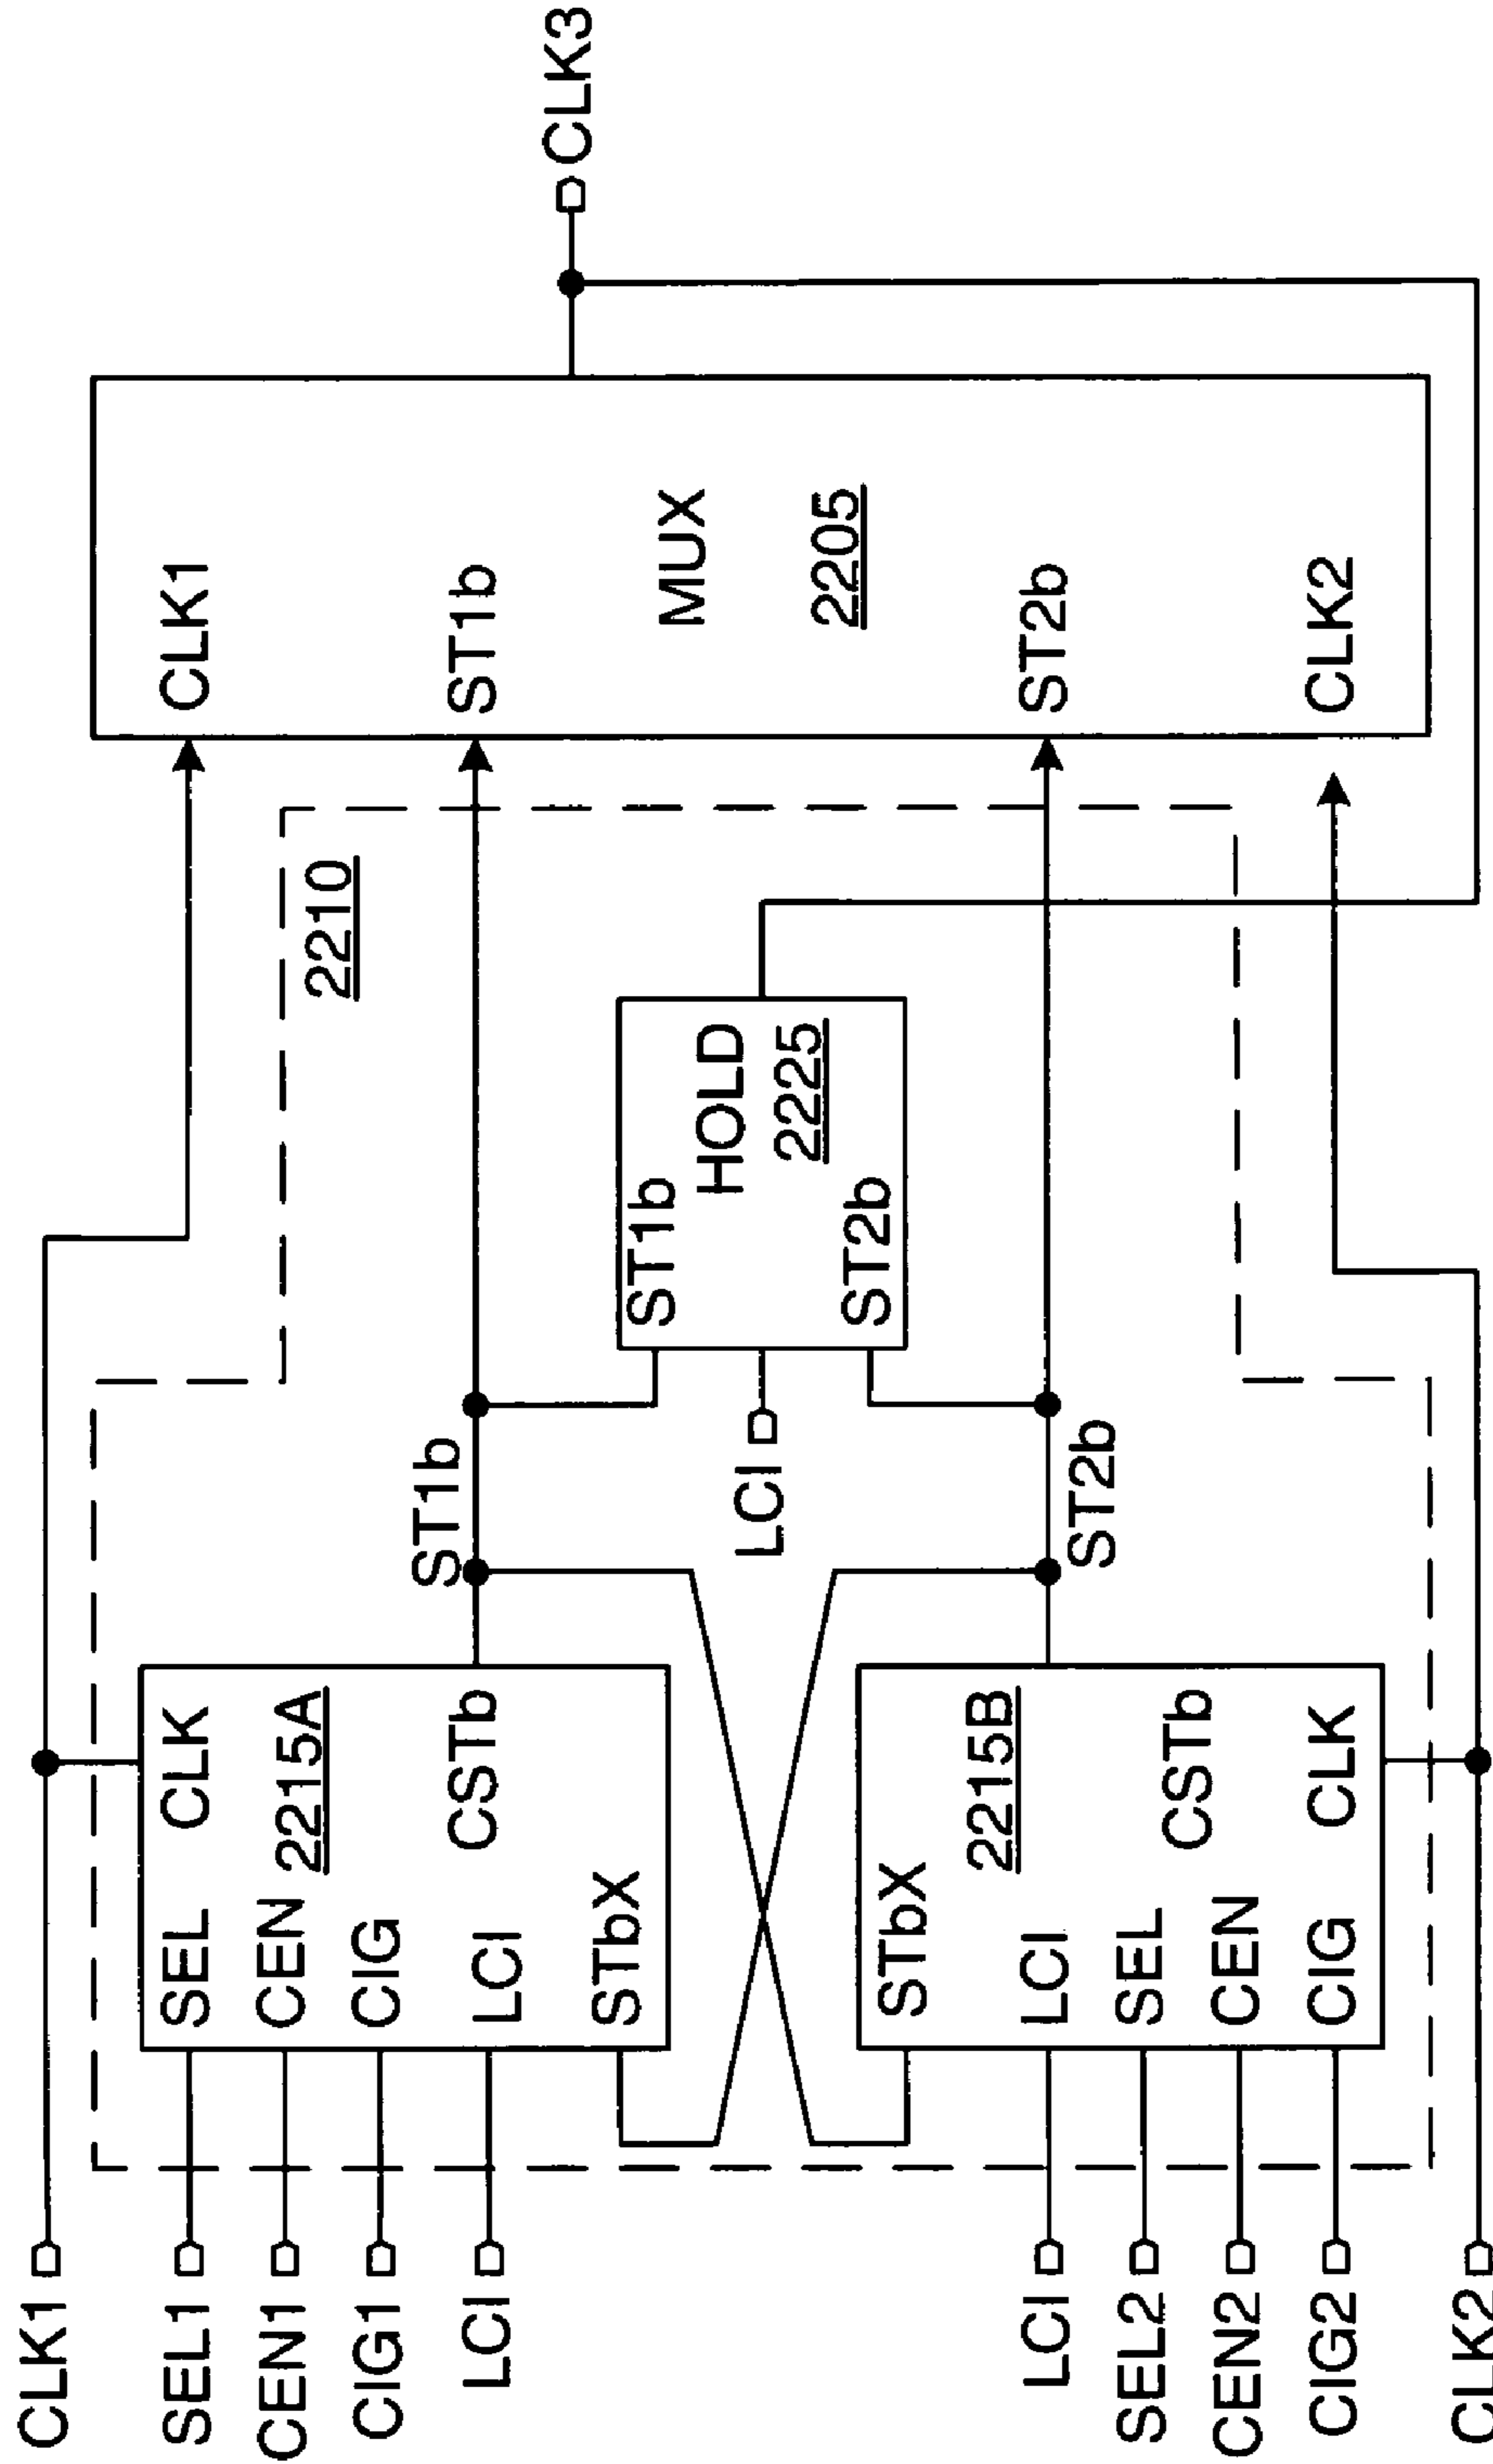 CLK1
SEL1
CEN1
CIG1
LCI
LCI
SEL2
CEN2
CIG2
CLK2
SEL CLK
CEN 2215A
CIG
CSTb
LCI
STbX
STbX
2215B
LCI
SEL
CSTb
CEN
CIG CLK
ST1b
ST2b
LCI
ST1b
HOLD
2225
ST2b
2210
CLK1
ST1b
MUX
2205
ST2b
CLK2
CLK3